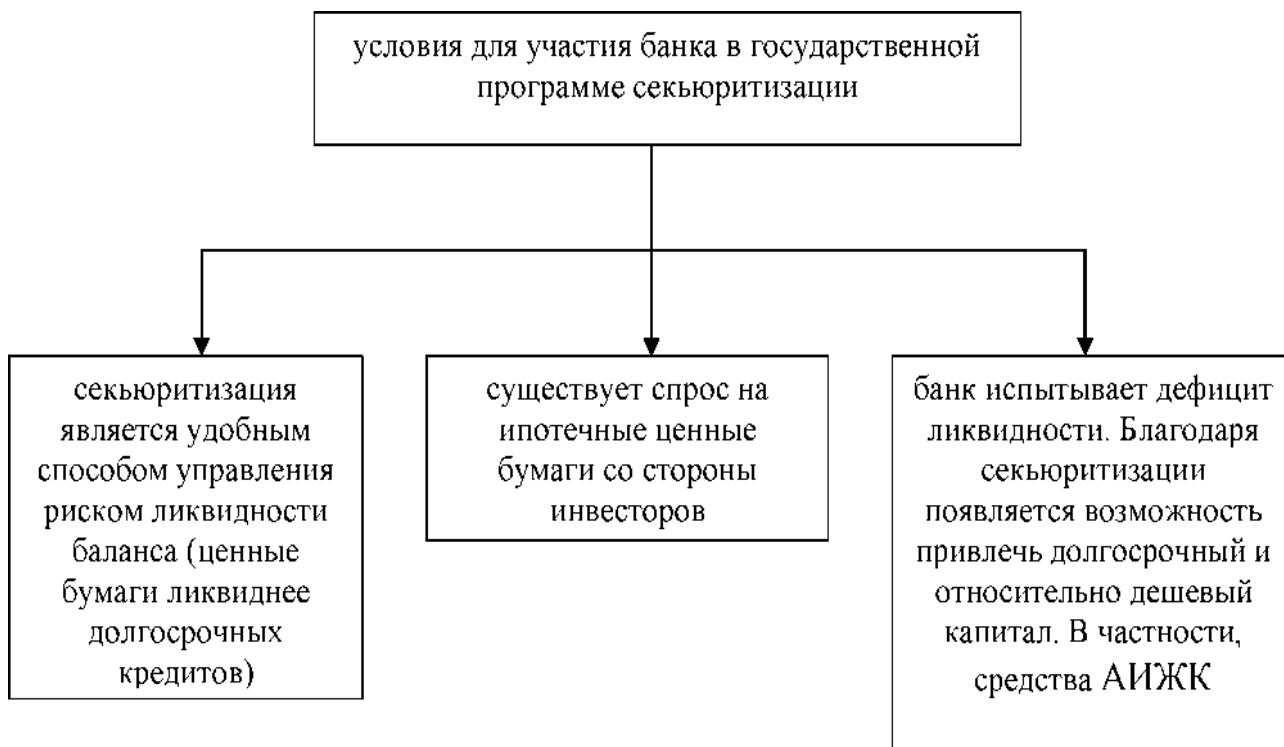 условия для участия банка в государственной
программе секьюритизации
секьюритизация
является удобным
способом управления
риском ликвидности
баланса (ценные
бумаги ликвиднее
долгосрочных
кредитов)
существует спрос на
ипотечные ценные
бумаги со стороны
инвесторов
банк испытывает дефицит
ликвидности. Благодаря
секьюритизации
появляется возможность
привлечь долгосрочный и
относительно дешевый
капитал. В частности,
средства АИЖК